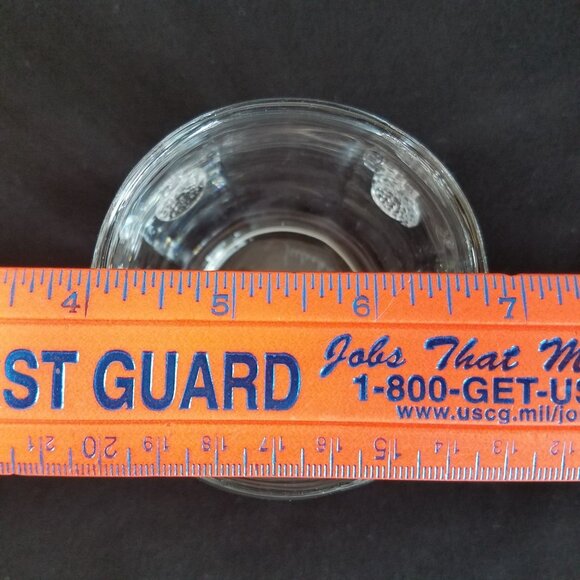 4 5 6 7
ST GUARD
Jobs That M
1-800-GET-US
www.uscg.mil/jo
21 20 19 18 17 16 15 14 13 12